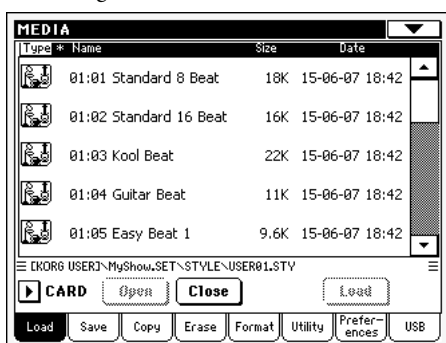 MEDIA
Type * Name Size Date
01:01 Standard 8 Beat 18K 15-06-07 18:42
01:02 Standard 16 Beat 16K 15-06-07 18:42
01:03 Kool Beat 22K 15-06-07 18:42
01:04 Guitar Beat 11K 15-06-07 18:42
01:05 Easy Beat 1 9.6K 15-06-07 18:42
[KORG USER]\MyShow.SET\STYLE\USER01.STY
CARD Open Close Load
Load Save Copy Erase Format Utility Prefer-ences USB